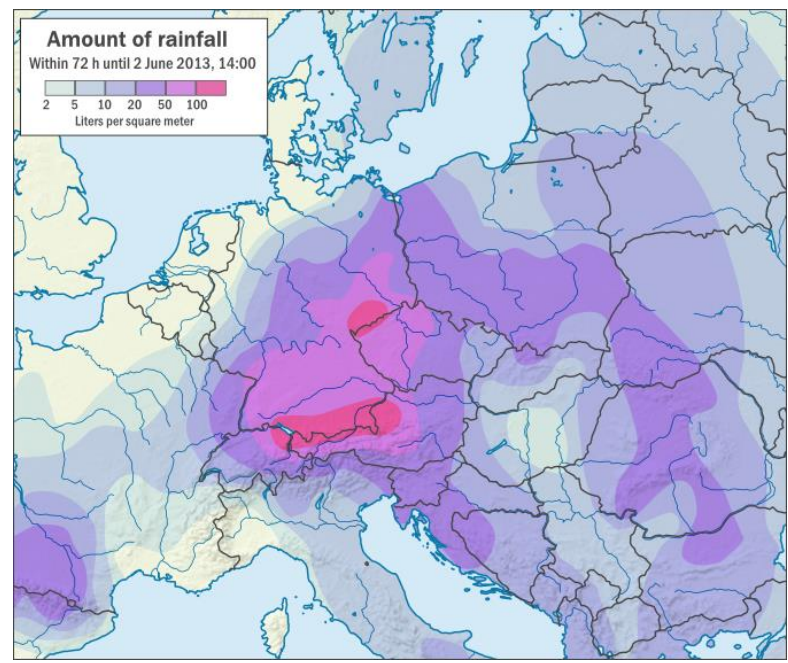 Amount of rainfall
Within 72 h until 2 June 2013, 14:00
2 5 10 20 50 100
Liters per square meter